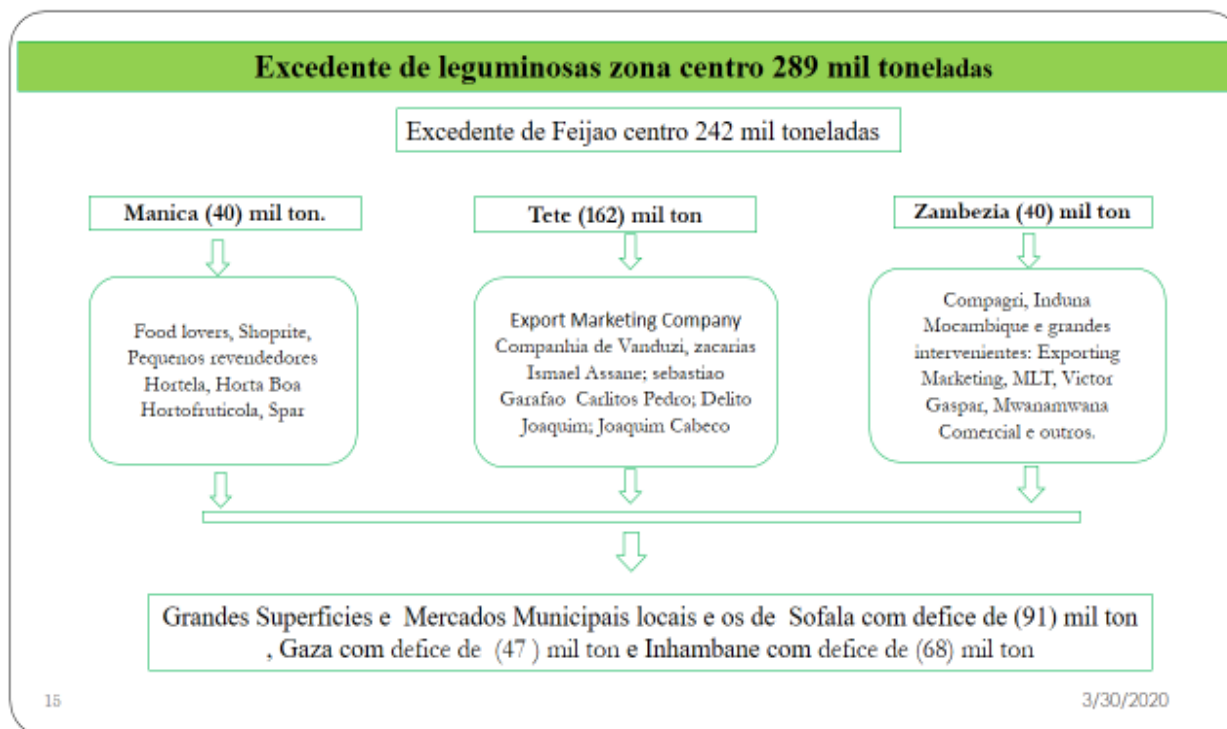 Excedente de leguminosas zona centro 289 mil toneladas
Excedente de Feijao centro 242 mil toneladas
Manica (40) mil ton.
Food lovers, Shoprite,
Pequenos revendedores
Hortela, Horta Boa
Hortofruticola, Spar
Tete (162) mil ton
Export Marketing Company
Companhia de Vanduzi, zacarias
Ismael Assane; sebastiao
Garafao Carlitos Pedro; Delito
Joaquim; Joaquim Cabeco
Zambezia (40) mil ton
Compagri, Induna
Mocambique e grandes
intervenientes: Exporting
Marketing, MLT, Victor
Gaspar, Mwanamwana
Comercial e outros.
Grandes Superficies e Mercados Municipais locais e os de Sofala com defice de (91) mil ton
, Gaza com defice de (47 ) mil ton e Inhambane com defice de (68) mil ton
15
3/30/2020